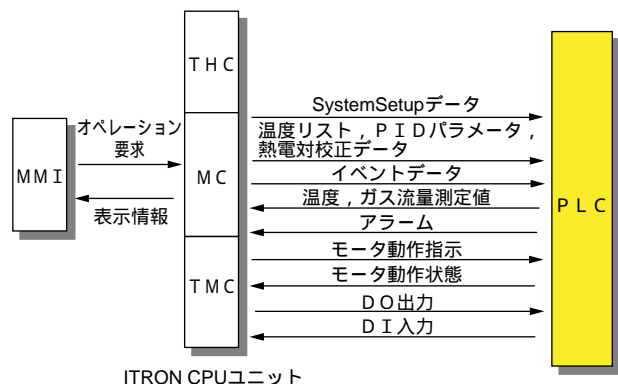 THC
MC
TMC
MMI
オペレーション
要求
表示情報
SystemSetupデータ
温度リスト，PIDパラメータ，
熱電対校正データ
イベントデータ
温度，ガス流量測定値
アラーム
モータ動作指示
モータ動作状態
DO出力
DI入力
PLC
ITRON CPUユニット